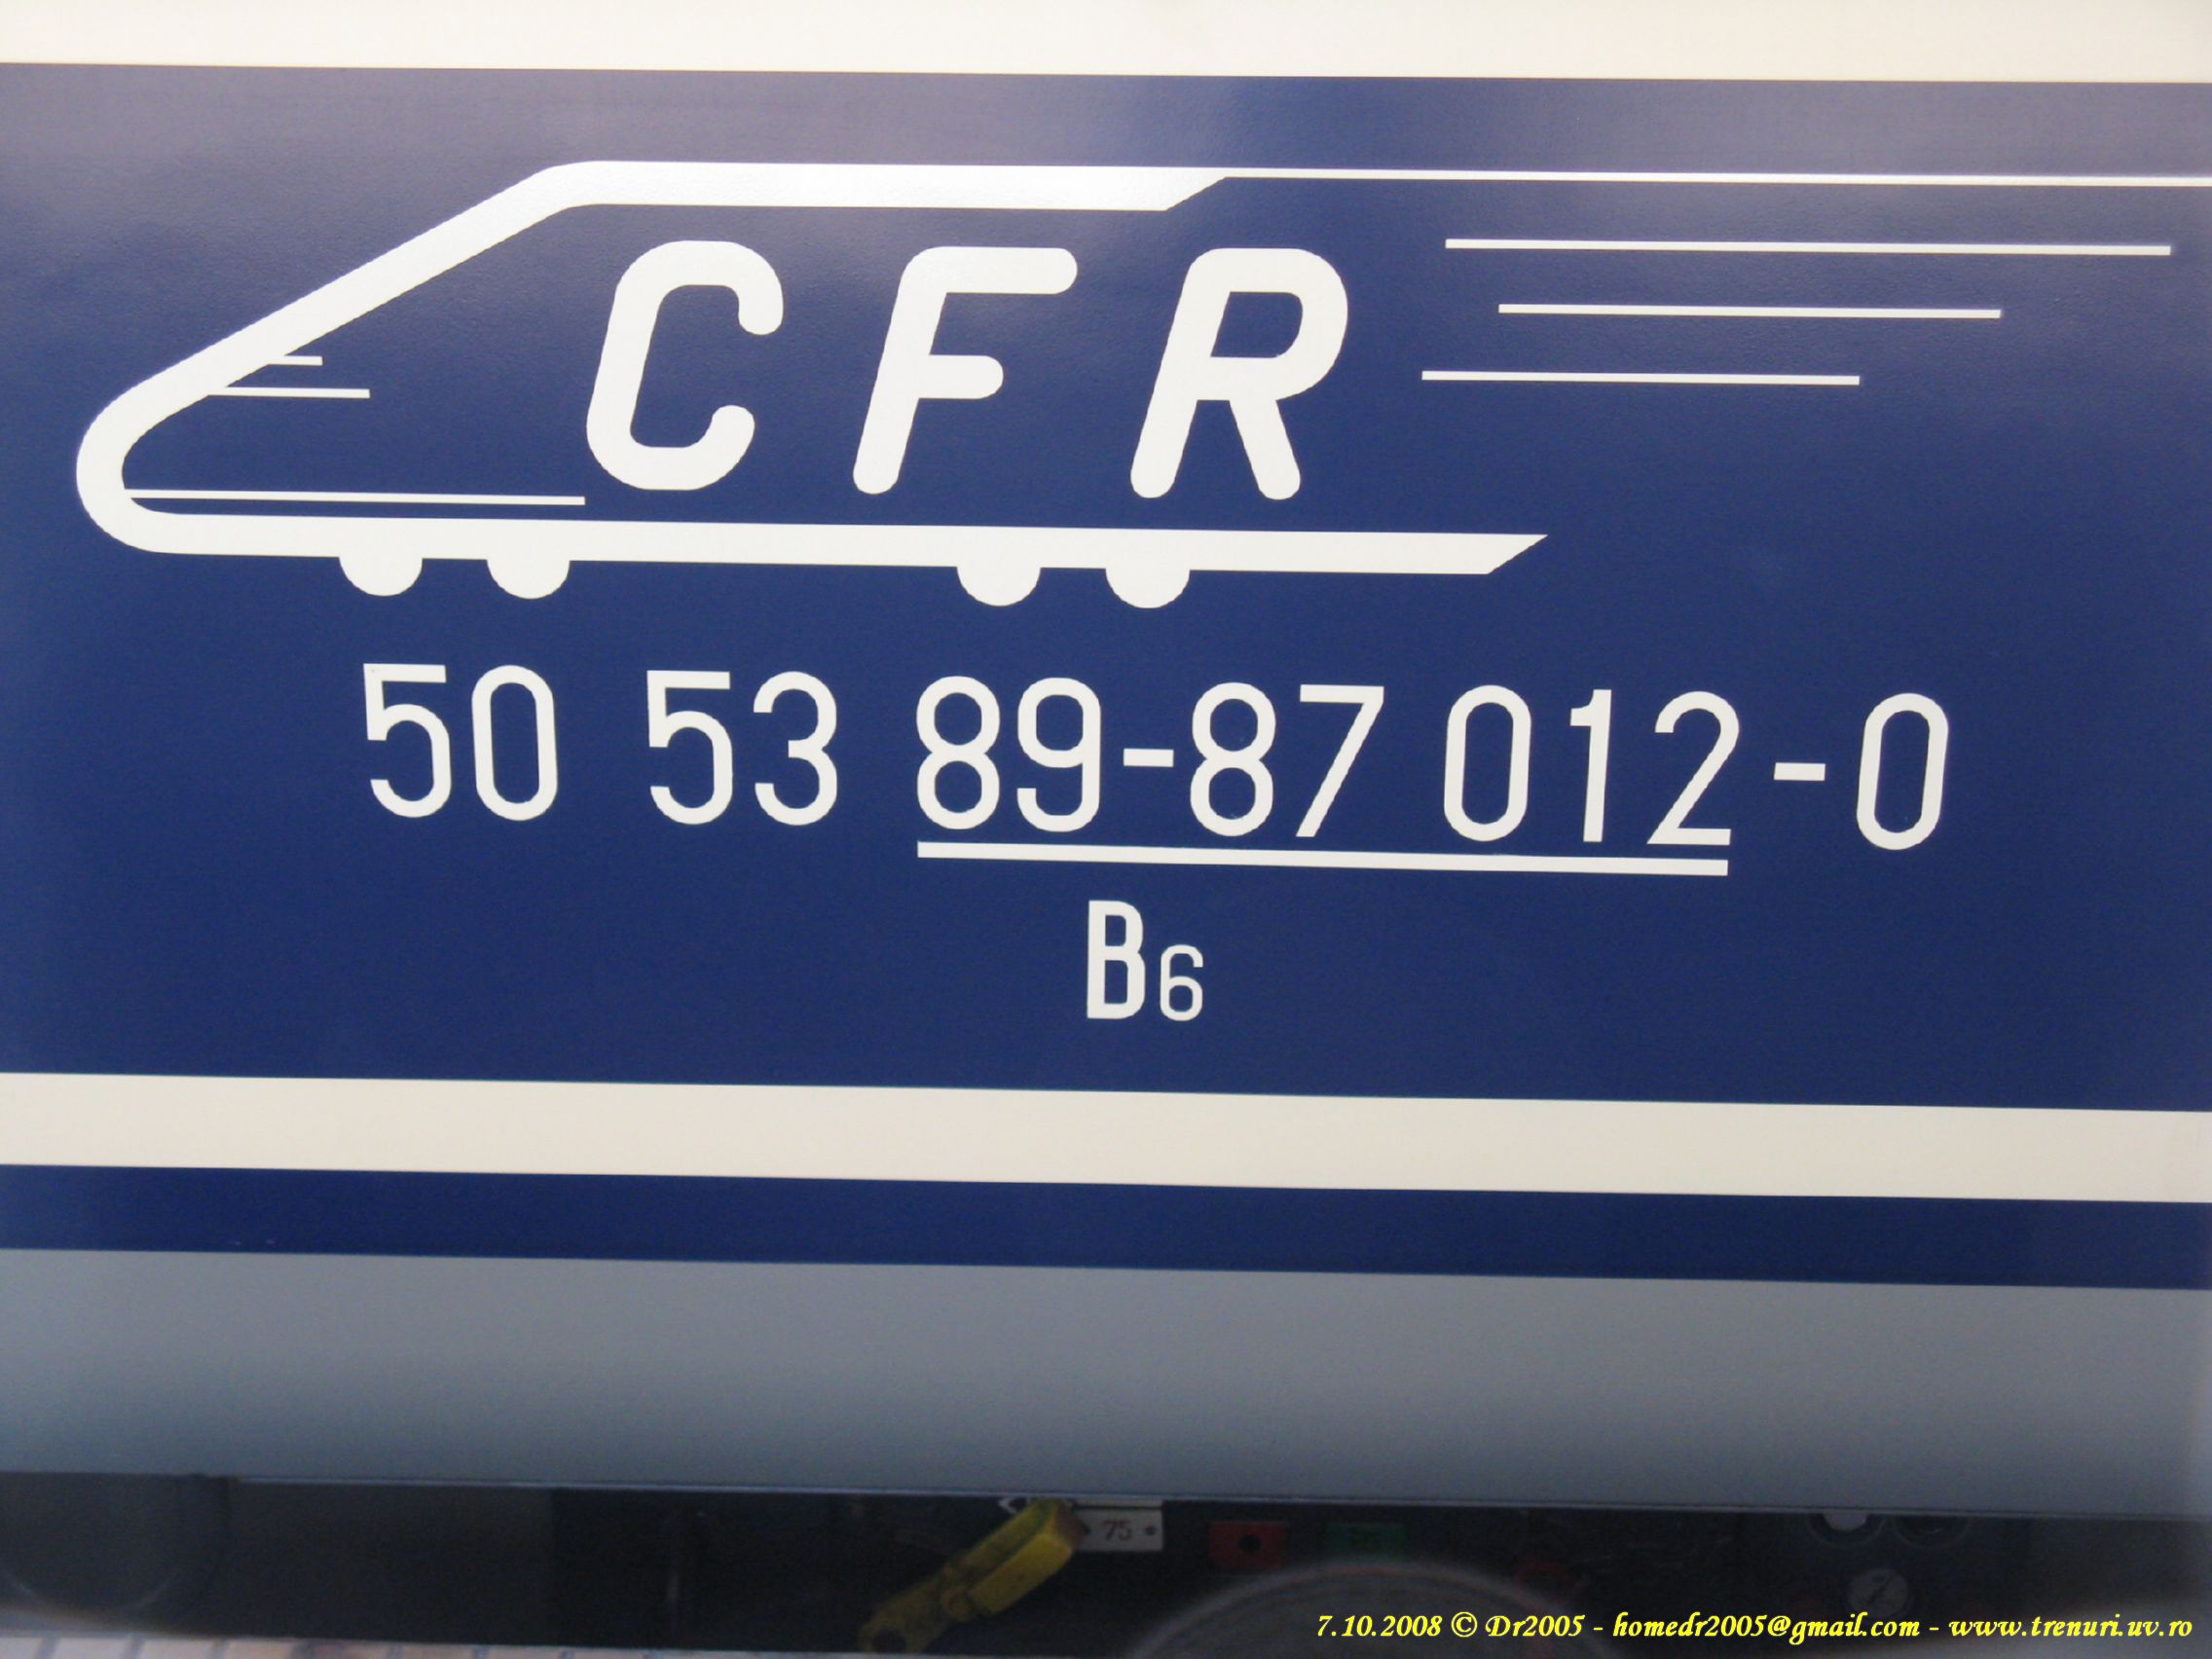 CFR
50 53 89-87 012-0
B6
75
7.10.2008 © Dr2005 - homedr2005@gmail.com - www.trenuri.uv.ro